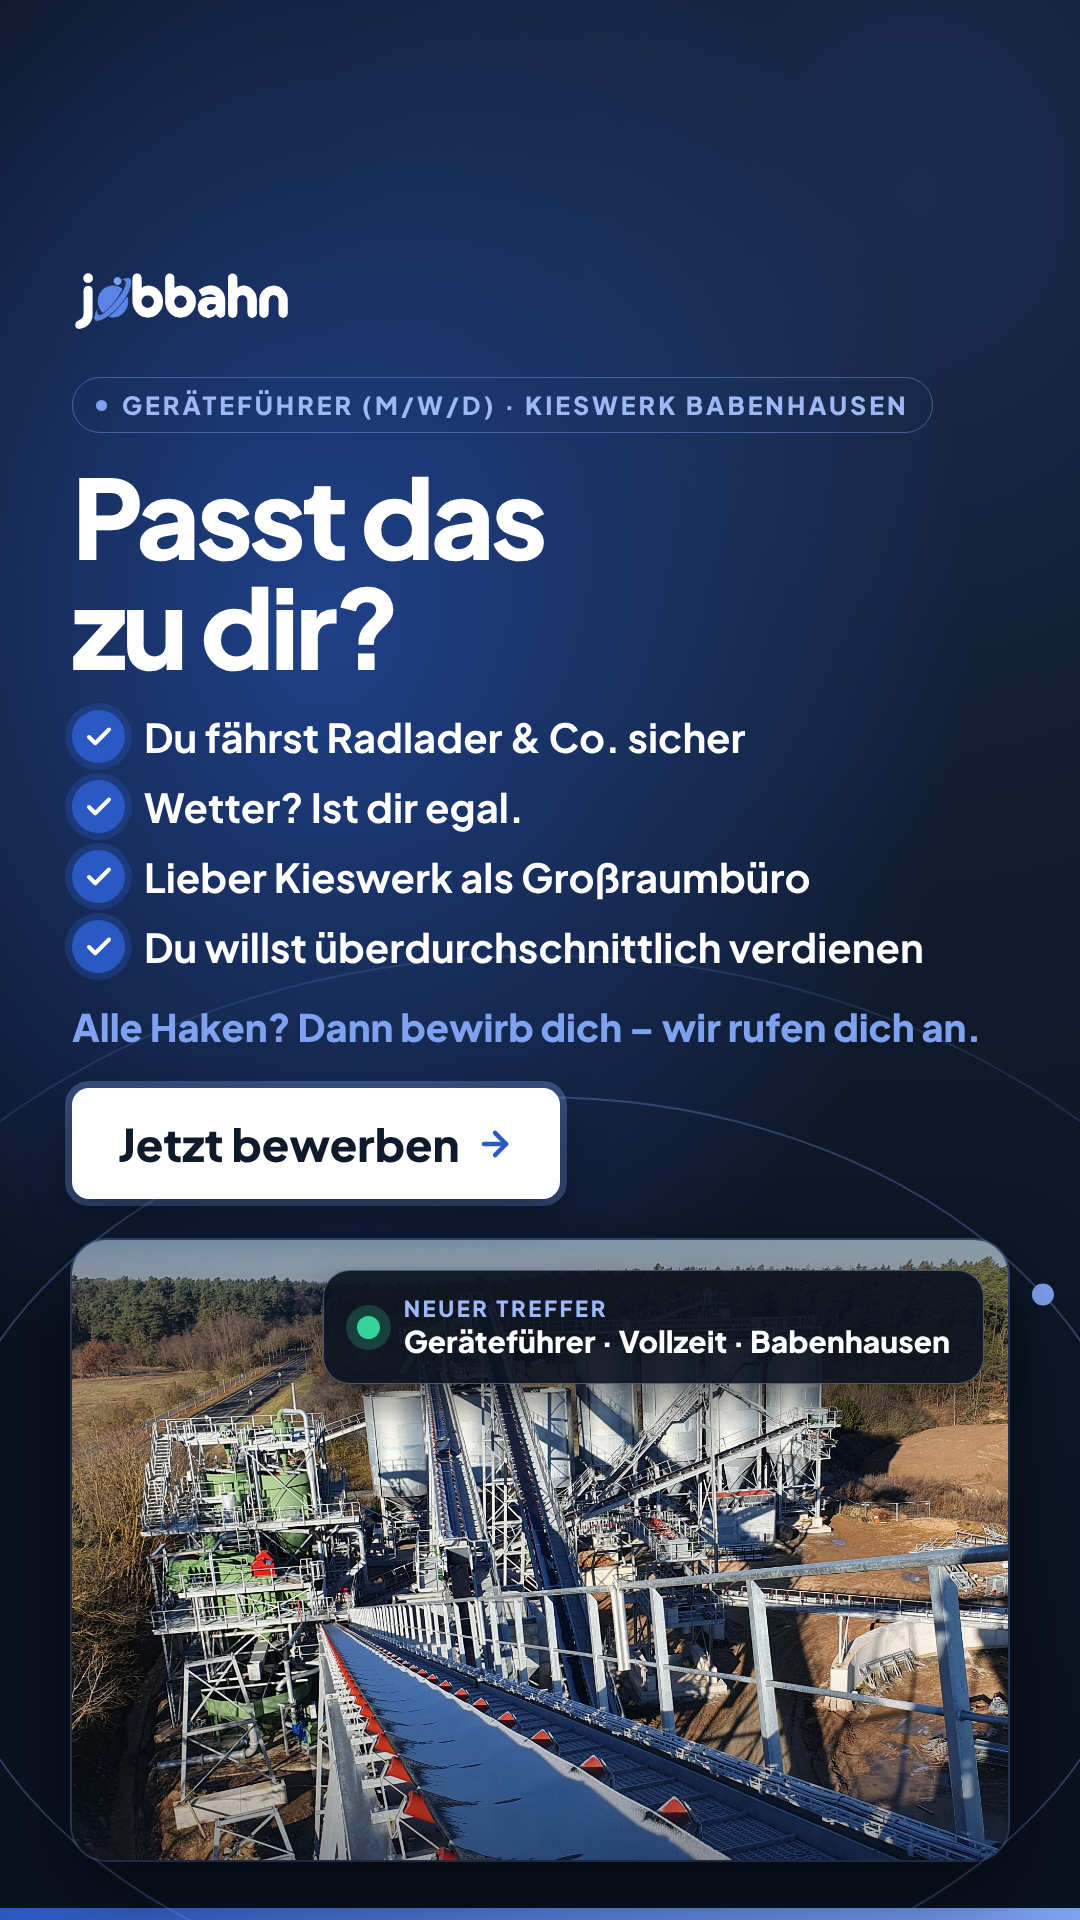 jobbahn
GERÄTEFÜHRER (M/W/D) · KIESWERK BABENHAUSEN
Passt das
zu dir?
Du fährst Radlader & Co. sicher
Wetter? Ist dir egal.
Lieber Kieswerk als Großraumbüro
Du willst überdurchschnittlich verdienen
Alle Haken? Dann bewirb dich – wir rufen dich an.
Jetzt bewerben →
NEUER TREFFER
Geräteführer · Vollzeit · Babenhausen